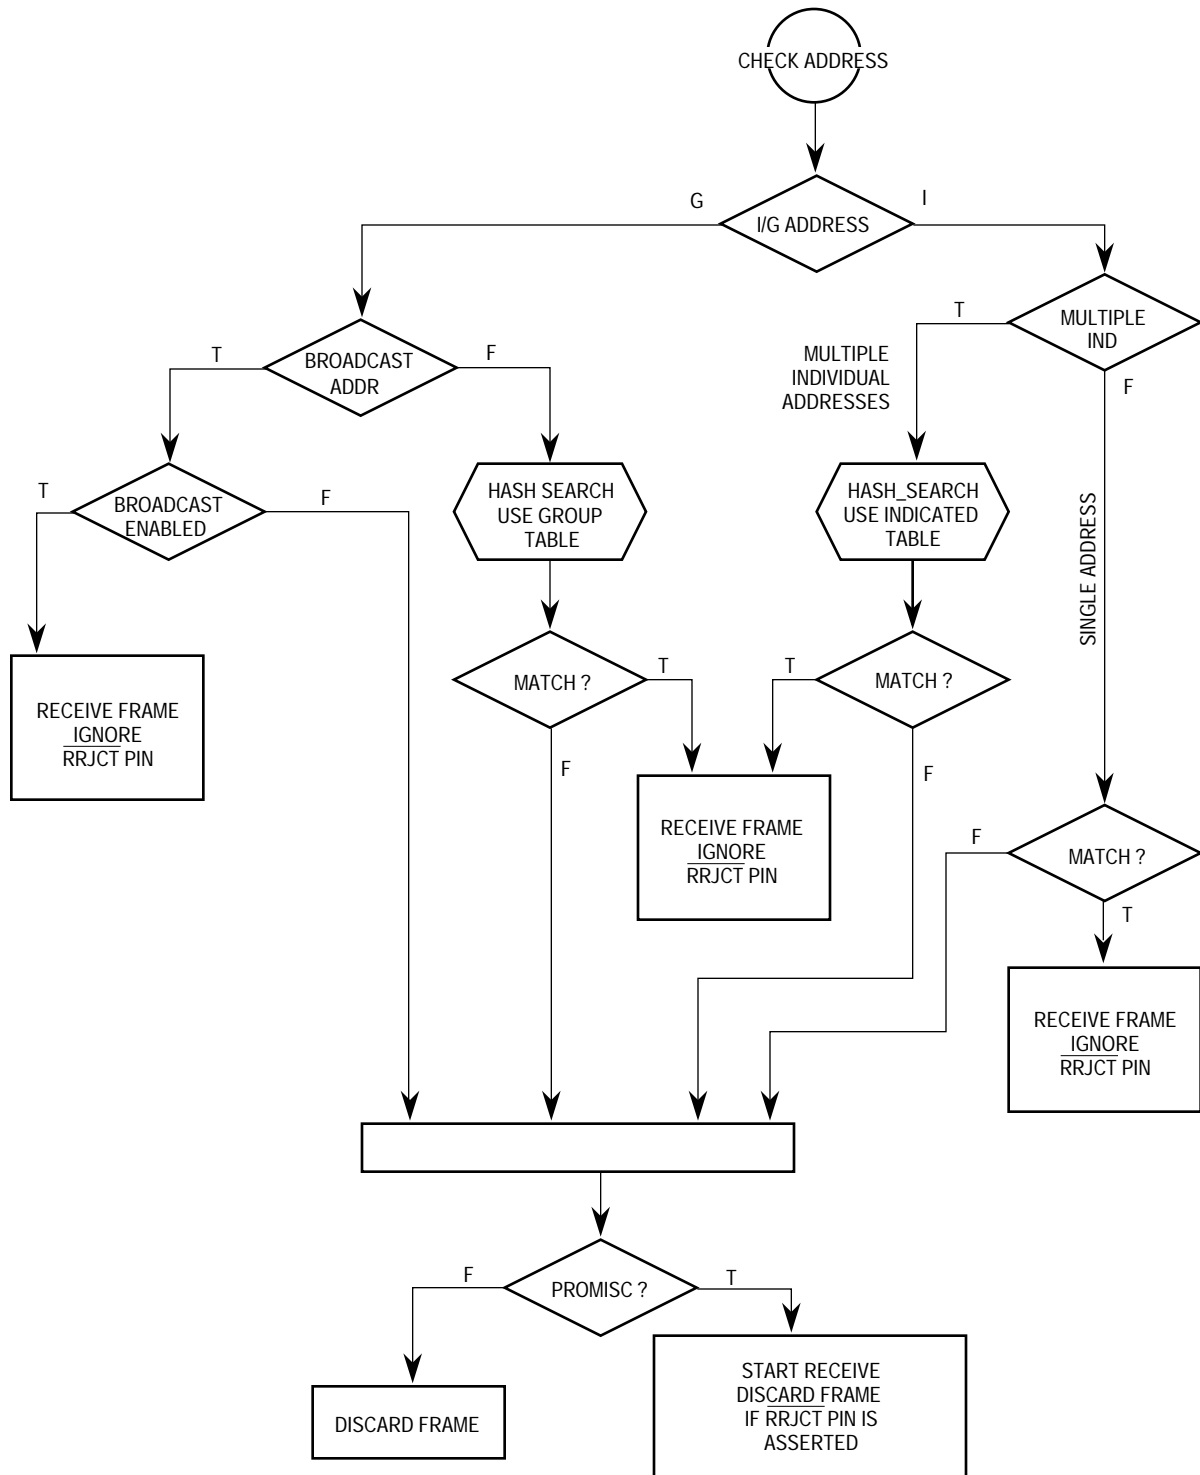 CHECK ADDRESS
G
I
I/G ADDRESS
T
MULTIPLE
IND
F
MULTIPLE
INDIVIDUAL
ADDRESSES
T
BROADCAST
ADDR
F
T
BROADCAST
ENABLED
F
HASH SEARCH
USE GROUP
TABLE
HASH_SEARCH
USE INDICATED
TABLE
SINGLE ADDRESS
RECEIVE FRAME
IGNORE
RRJCT PIN
MATCH ?
T
F
T
MATCH ?
F
RECEIVE FRAME
IGNORE
RRJCT PIN
F
MATCH ?
T
RECEIVE FRAME
IGNORE
RRJCT PIN
F
PROMISC ?
T
DISCARD FRAME
START RECEIVE
DISCARD FRAME
IF RRJCT PIN IS
ASSERTED